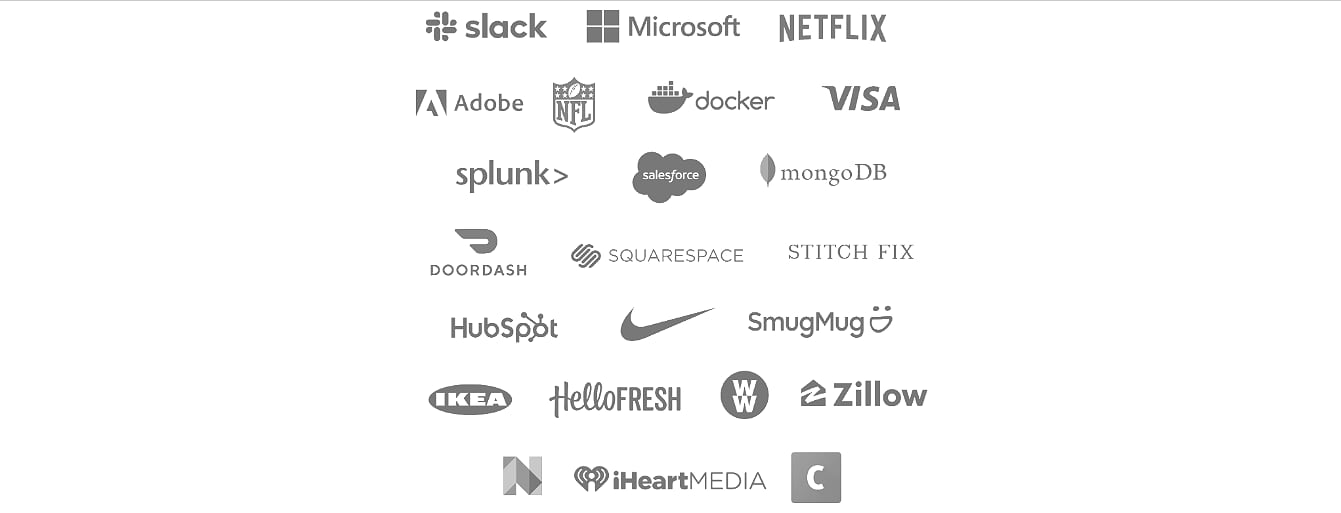 slack Microsoft NETFLIX
Adobe NFL docker VISA
splunk> salesforce mongoDB
DOORDASH SQUARESPACE STITCH FIX
HubSpot SmugMug
IKEA HelloFRESH WW Zillow
N iHeartMEDIA C